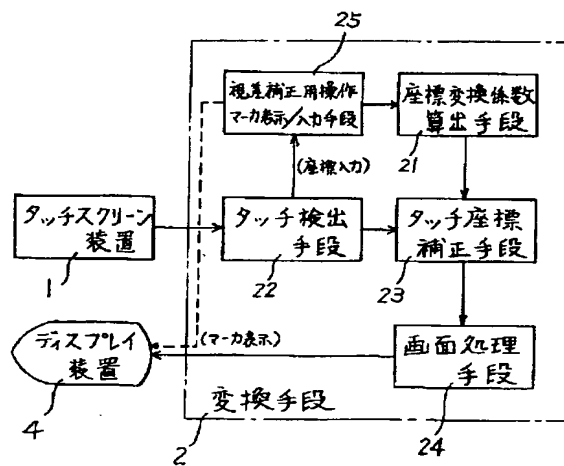 25
視差補正用操作
マーカ表示/入力手段
座標変換係数
算出手段
21
(座標入力)
タッチスクリーン
装置
1
タッチ検出
手段
22
タッチ座標
補正手段
23
ディスプレイ
装置
4
(マーカ表示)
画面処理
手段
24
変換手段
2